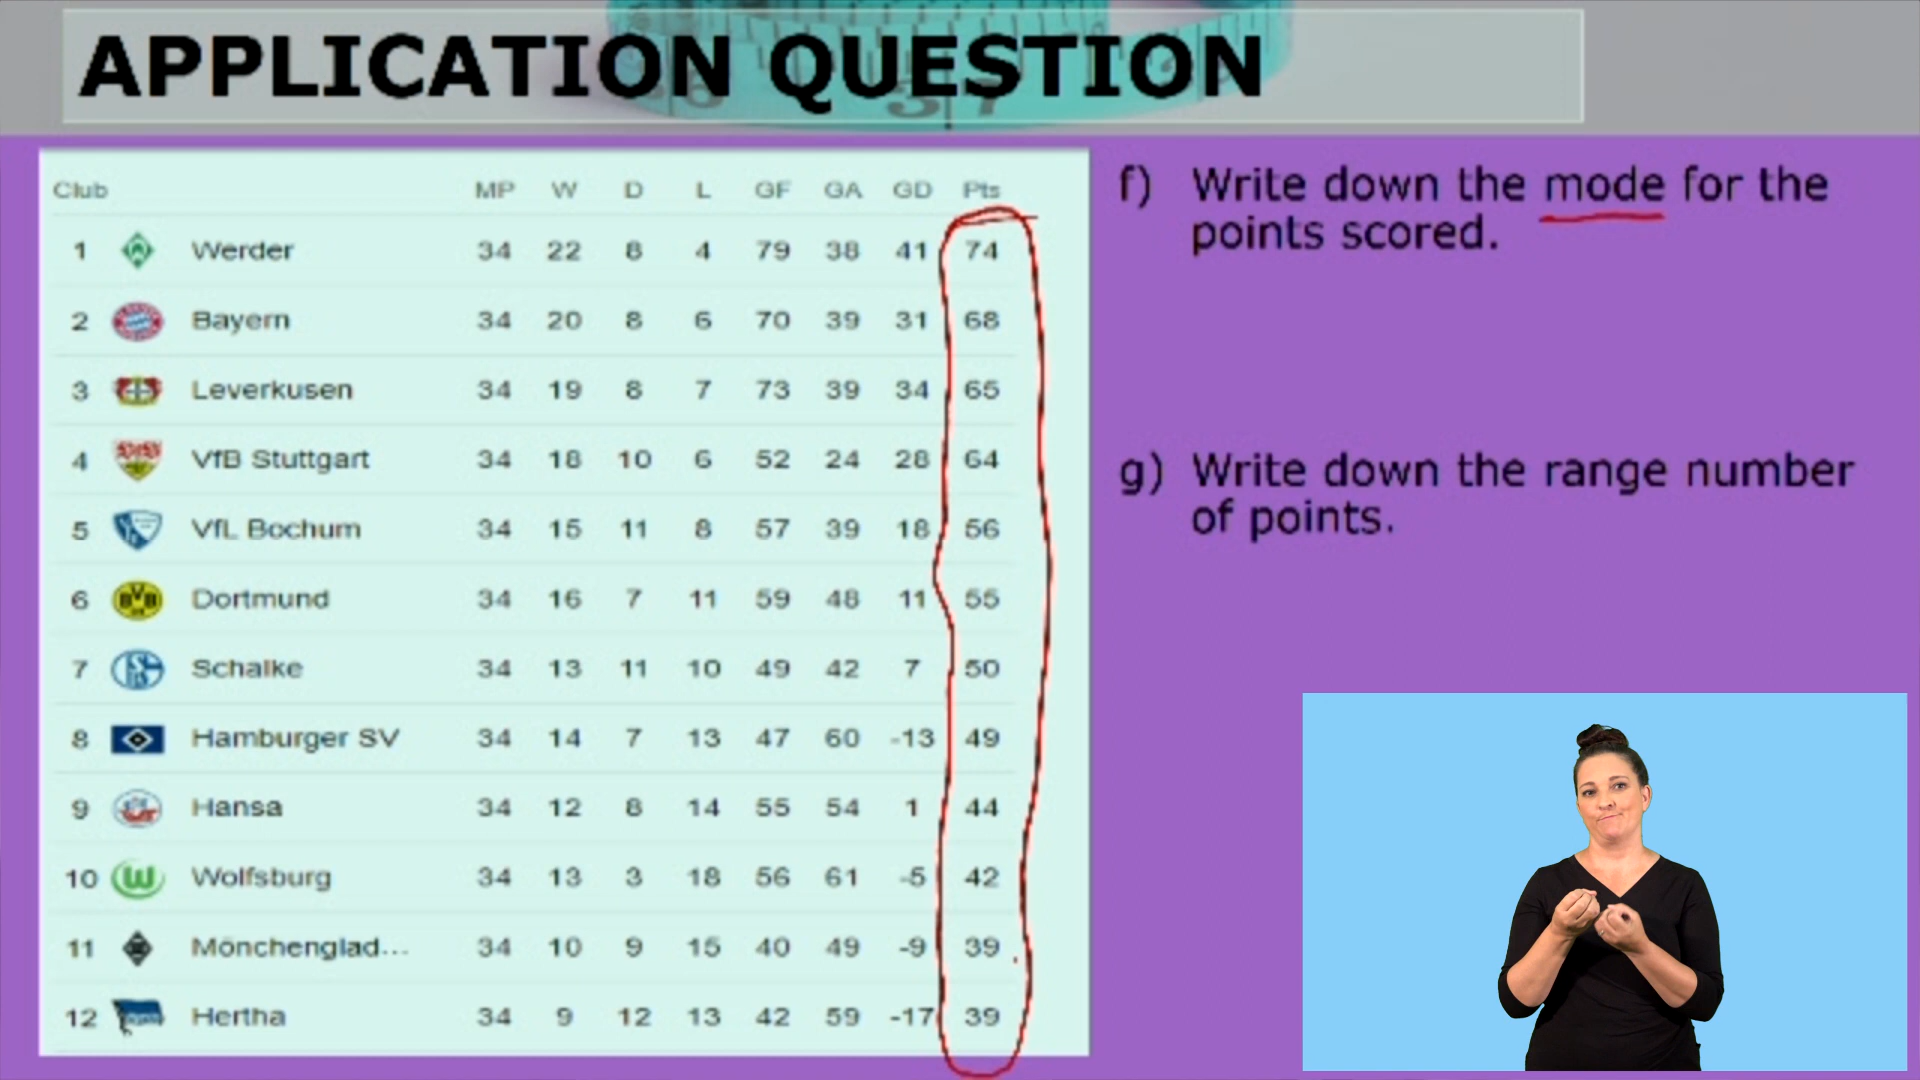 APPLICATION QUESTION
Club MP W D L GF GA GD Pts
1 Werder 34 22 8 4 79 38 41 74
2 Bayern 34 20 8 6 70 39 31 68
3 Leverkusen 34 19 8 7 73 39 34 65
4 VfB Stuttgart 34 18 10 6 52 24 28 64
5 VfL Bochum 34 15 11 8 57 39 18 56
6 Dortmund 34 16 7 11 59 48 11 55
7 Schalke 34 13 11 10 49 42 7 50
8 Hamburger SV 34 14 7 13 47 60 -13 49
9 Hansa 34 12 8 14 55 54 1 44
10 Wolfsburg 34 13 3 18 56 61 -5 42
11 Mönchenglad... 34 10 9 15 40 49 -9 39
12 Hertha 34 9 12 13 42 59 -17 39
f) Write down the mode for the
points scored.
g) Write down the range number
of points.